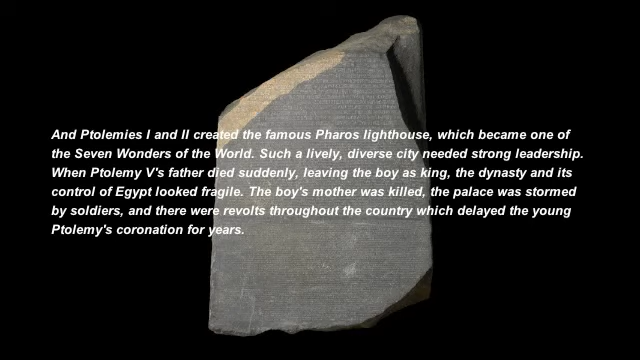 And Ptolemies I and II created the famous Pharos lighthouse, which became one of
the Seven Wonders of the World. Such a lively, diverse city needed strong leadership.
When Ptolemy V's father died suddenly, leaving the boy as king, the dynasty and its
control of Egypt looked fragile. The boy's mother was killed, the palace was stormed
by soldiers, and there were revolts throughout the country which delayed the young
Ptolemy's coronation for years.